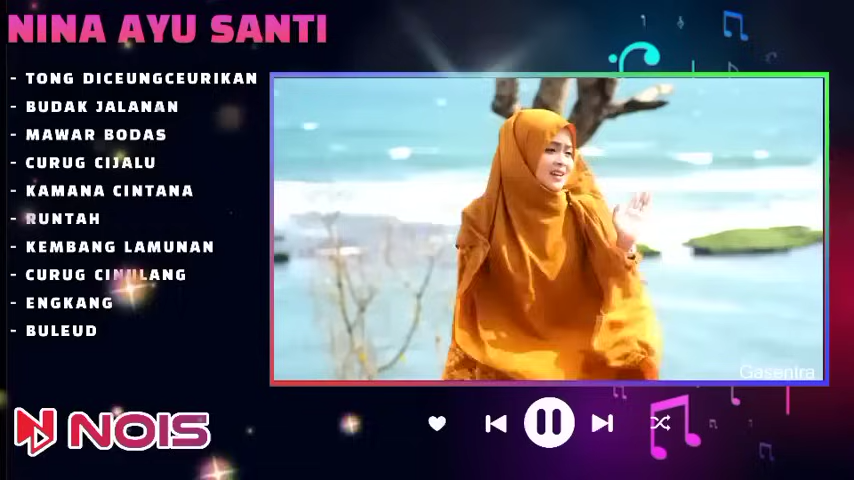 NINA AYU SANTI
- TONG DICEUNGCEURIKAN
- BUDAK JALANAN
- MAWAR BODAS
- CURUG CIJALU
- KAMANA CINTANA
- RUNTAH
- KEMBANG LAMUNAN
- CURUG CINULANG
- ENGKANG
- BULEUD
Gasentra
NOIS